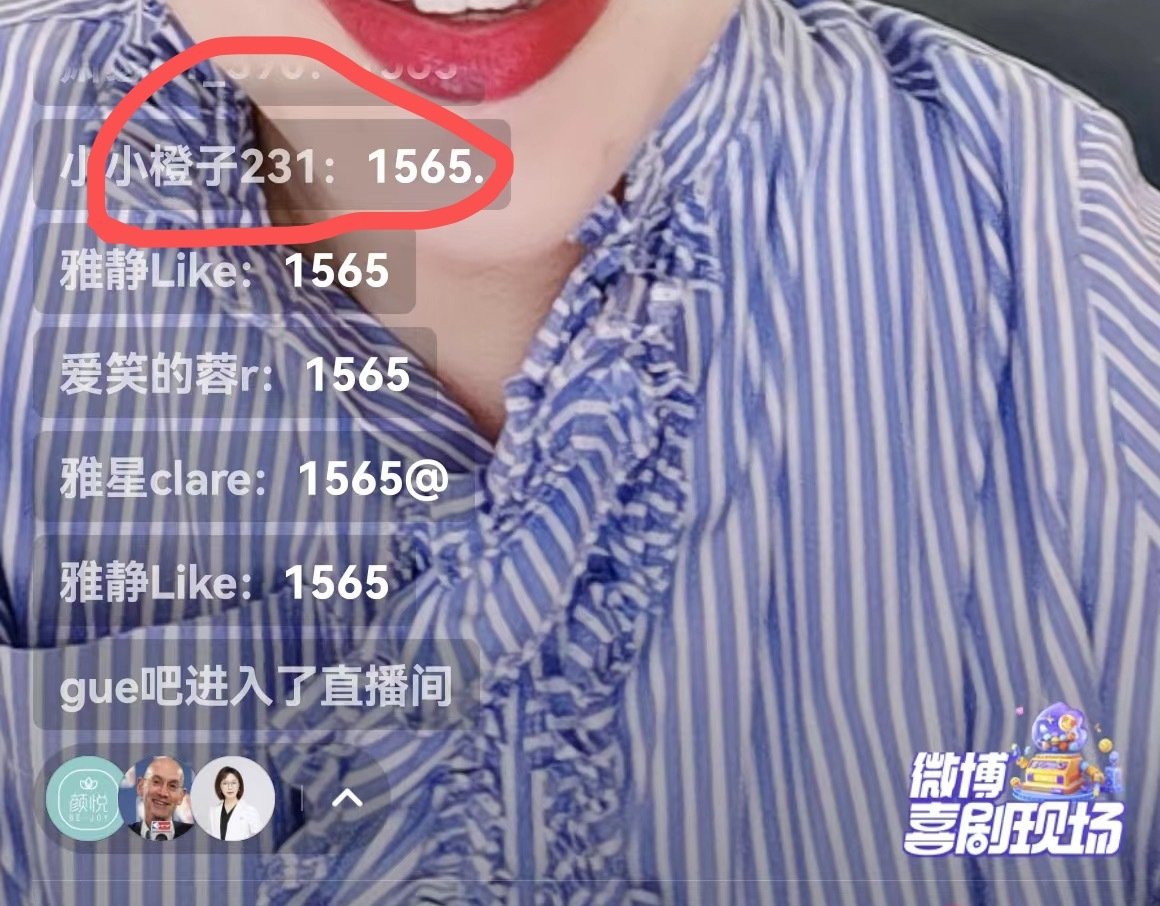 小小橙子231： 1565.
雅静Like： 1565
爱笑的蓉r： 1565
雅星clare： 1565@
雅静Like： 1565
gue吧进入了直播间
颜悦
BE·JOY
微博
喜剧现场